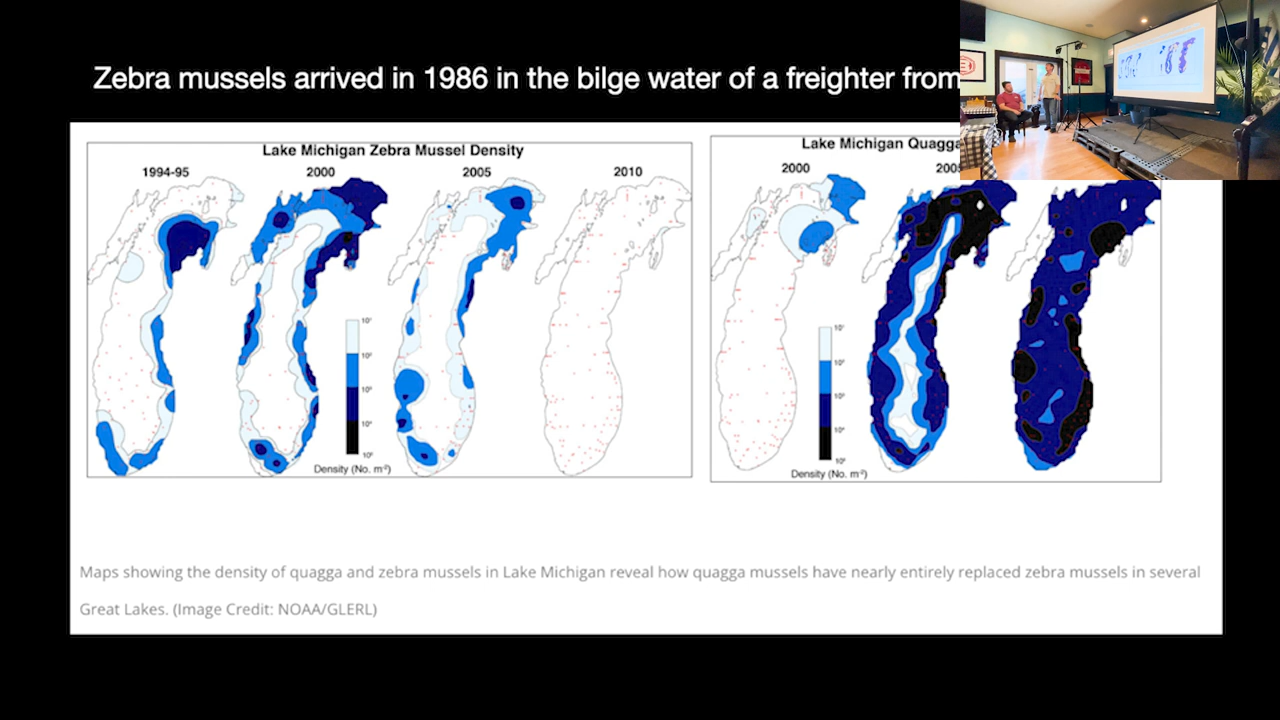 Zebra mussels arrived in 1986 in the bilge water of a freighter from
Lake Michigan Zebra Mussel Density
1994-95 2000 2005 2010
Density (No. m⁻²)
Lake Michigan Quagga
2000 2005
Density (No. m⁻²)
Maps showing the density of quagga and zebra mussels in Lake Michigan reveal how quagga mussels have nearly entirely replaced zebra mussels in several
Great Lakes. (Image Credit: NOAA/GLERL)